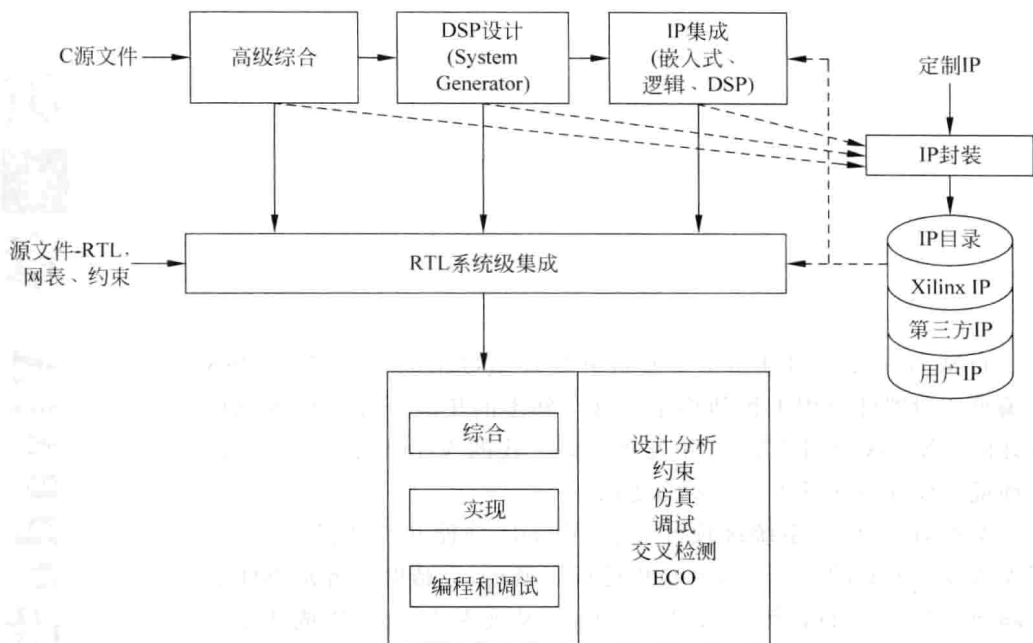 C源文件
高级综合
DSP设计
(System
Generator)
IP集成
(嵌入式、
逻辑、DSP)
定制IP
IP封装
源文件-RTL,
网表、约束
RTL系统级集成
IP目录
Xilinx IP
第三方IP
用户IP
综合
实现
编程和调试
设计分析
约束
仿真
调试
交叉检测
ECO